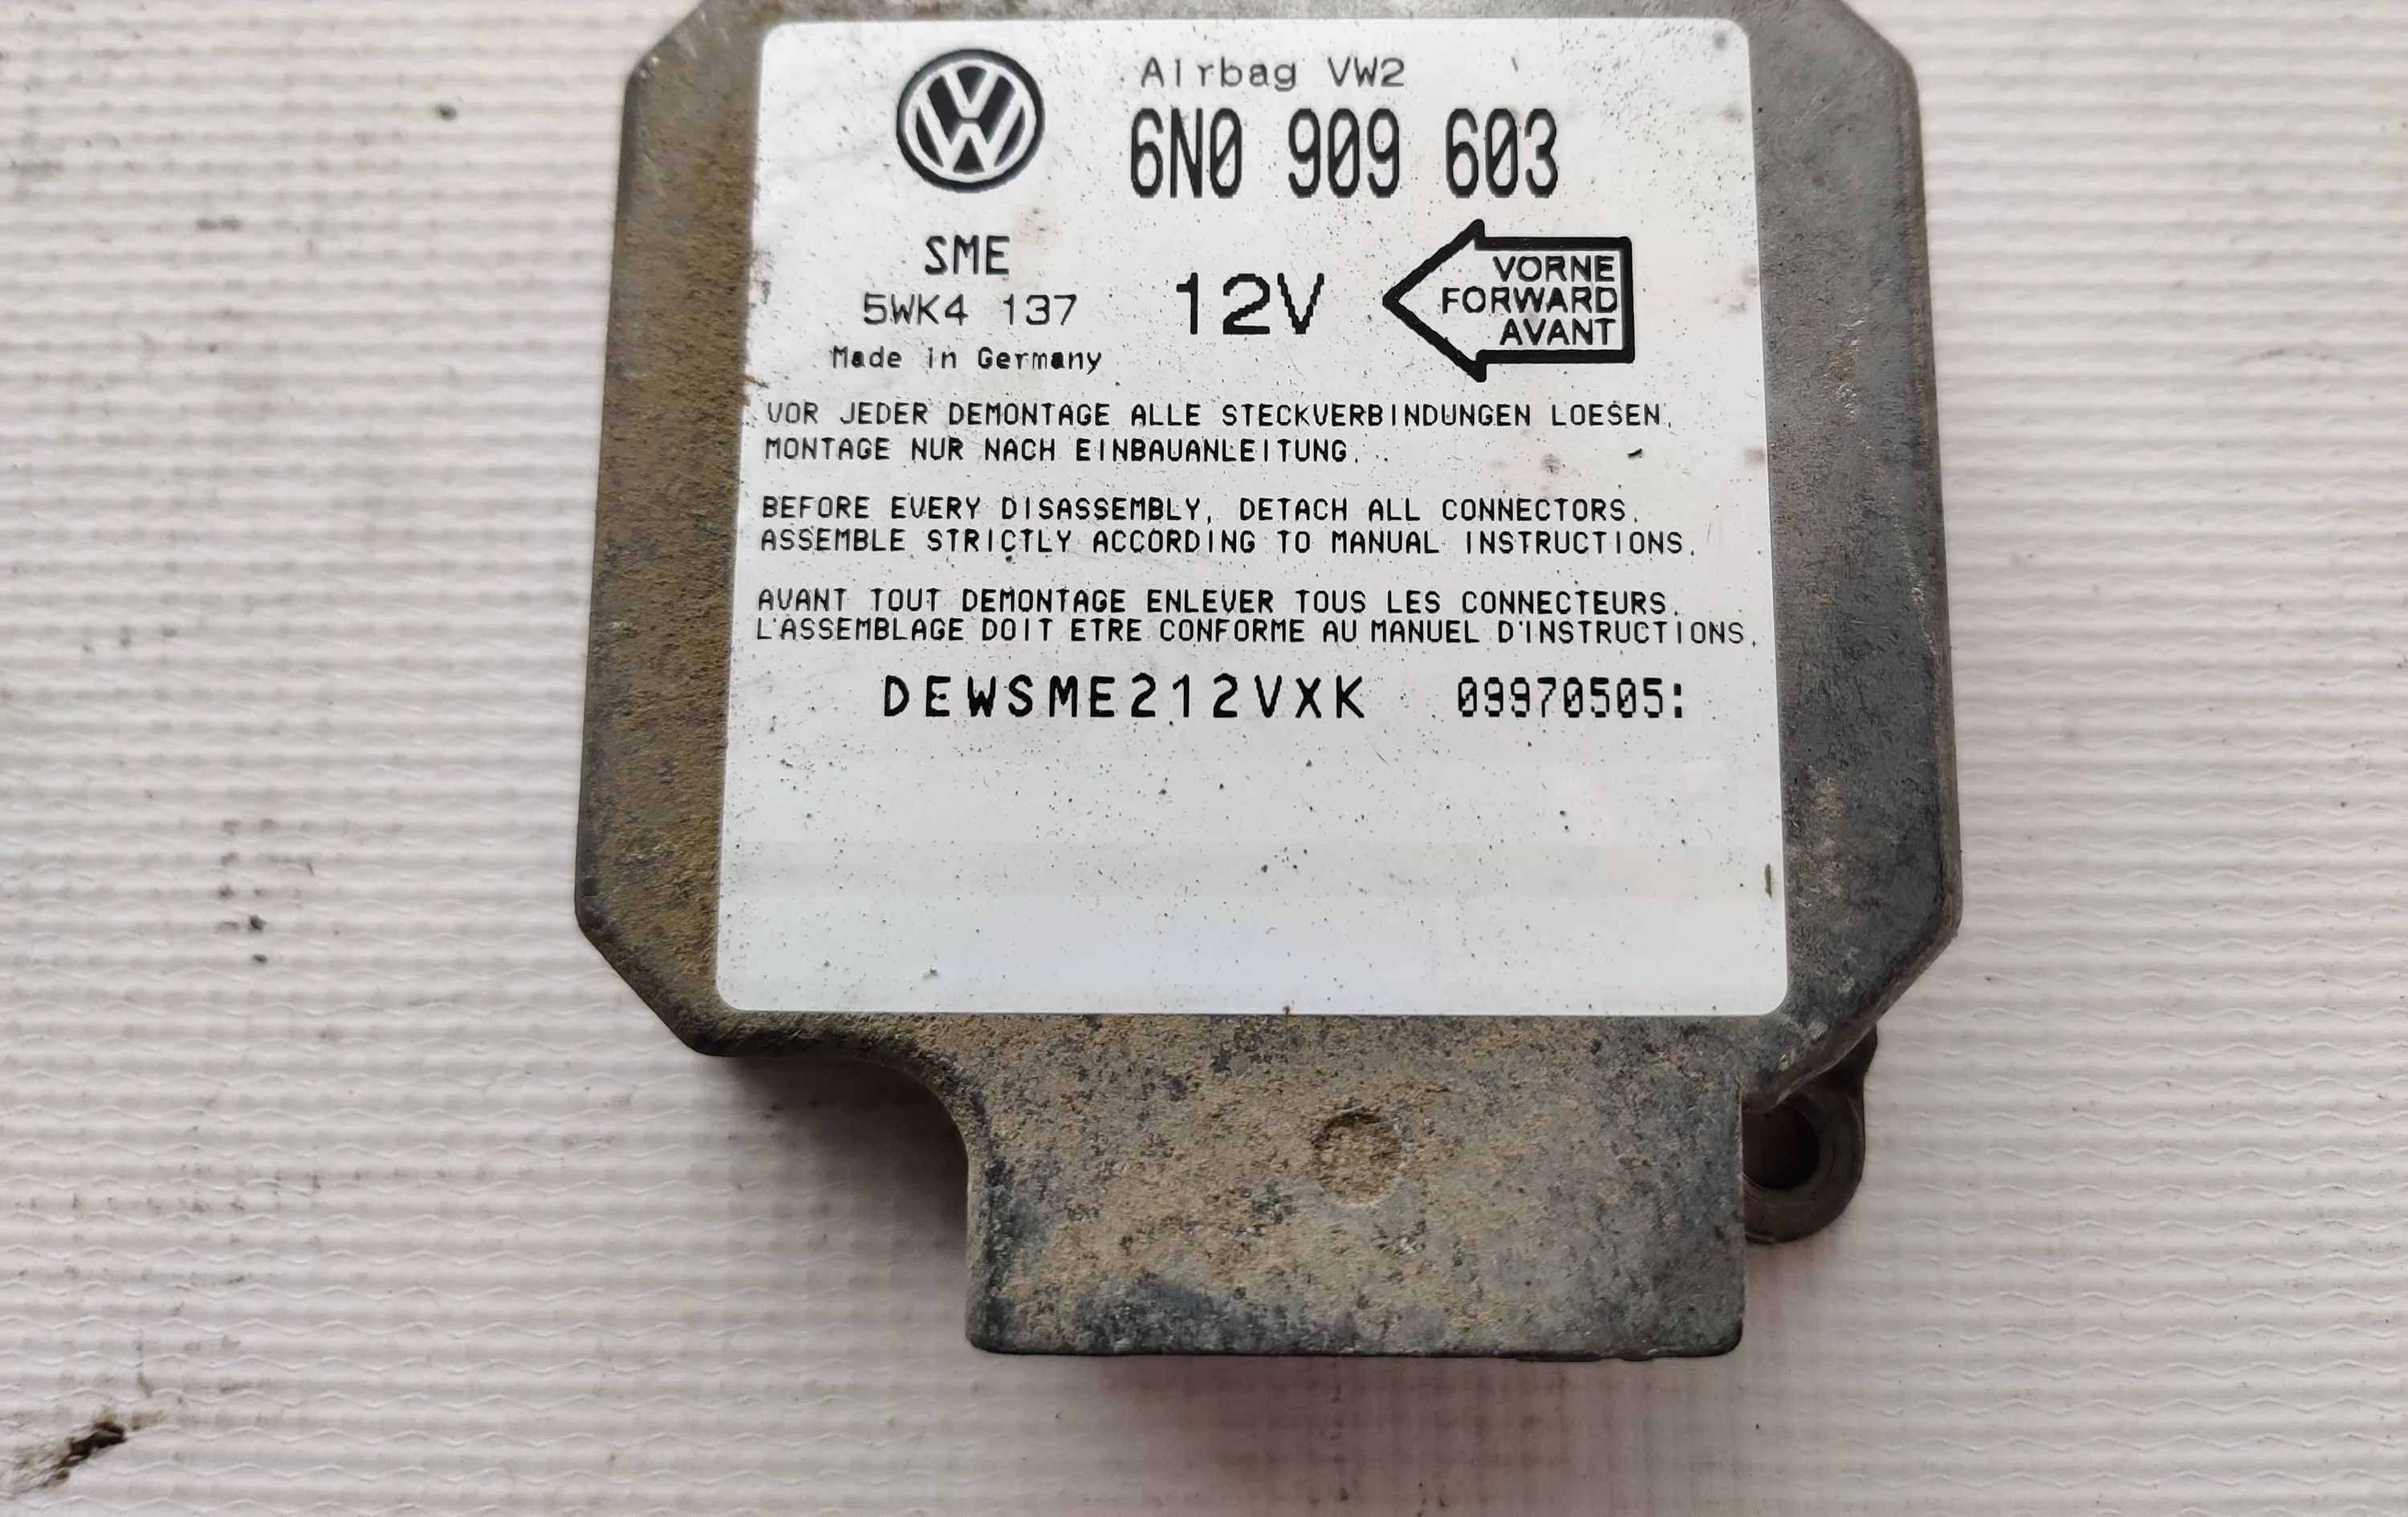 Airbag VW2
6N0 909 603
SME
5WK4 137
Made in Germany
12V
VORNE
FORWARD
AVANT
VOR JEDER DEMONTAGE ALLE STECKVERBINDUNGEN LOESEN.
MONTAGE NUR NACH EINBAUANLEITUNG.
BEFORE EVERY DISASSEMBLY, DETACH ALL CONNECTORS.
ASSEMBLE STRICTLY ACCORDING TO MANUAL INSTRUCTIONS.
AVANT TOUT DEMONTAGE ENLEVER TOUS LES CONNECTEURS.
L'ASSEMBLAGE DOIT ETRE CONFORME AU MANUEL D'INSTRUCTIONS.
DEWSME212VXK 09970505: